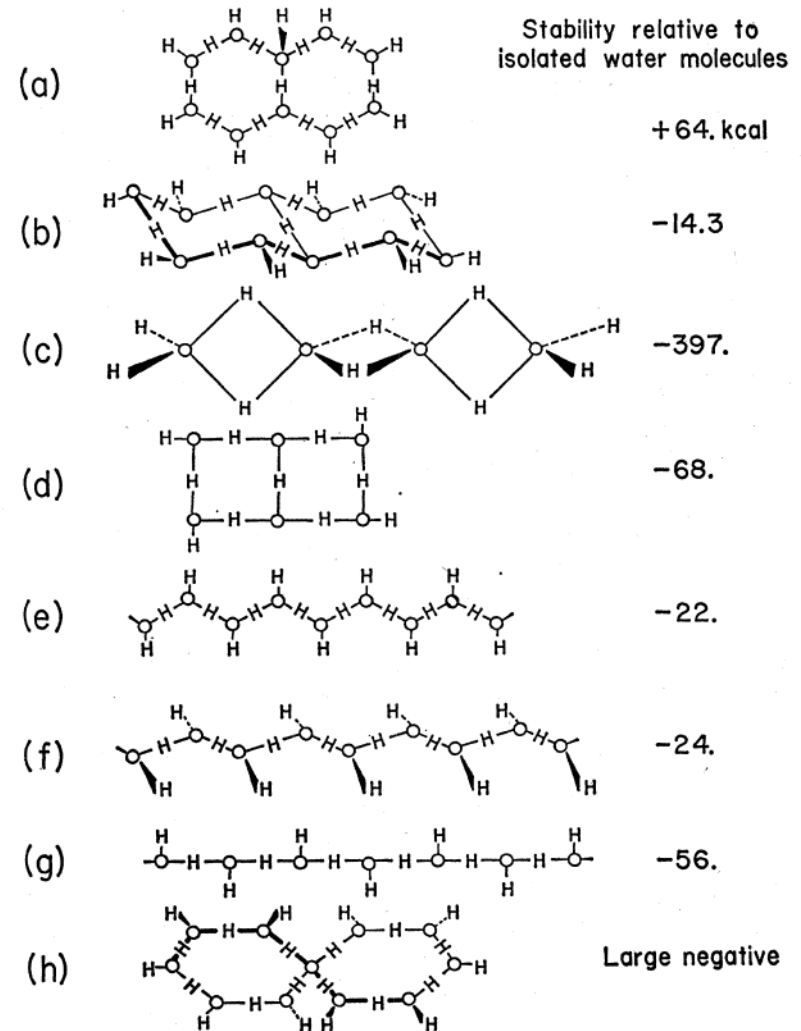 Stability relative to
isolated water molecules
(a)
H H H
H H H H H H
H H H
H H H H H H
H H H H
+64. kcal
(b)
H H
H H H H H H
H H H
H H H H H H
H H
-14.3
(c)
H H
H H H
H H H
H H
-397.
(d)
H
H H H
H H H
H H H
H
-68.
(e)
H H H H
H H H H H H H H
H H H H H
-22.
(f)
H H H H
H H H H H H H H
H H H H H
-24.
(g)
H H H H
H H H H H H
H H H
-56.
(h)
H H H H
H H
H H H H
H H
H H H H
H H
H H H H
Large negative